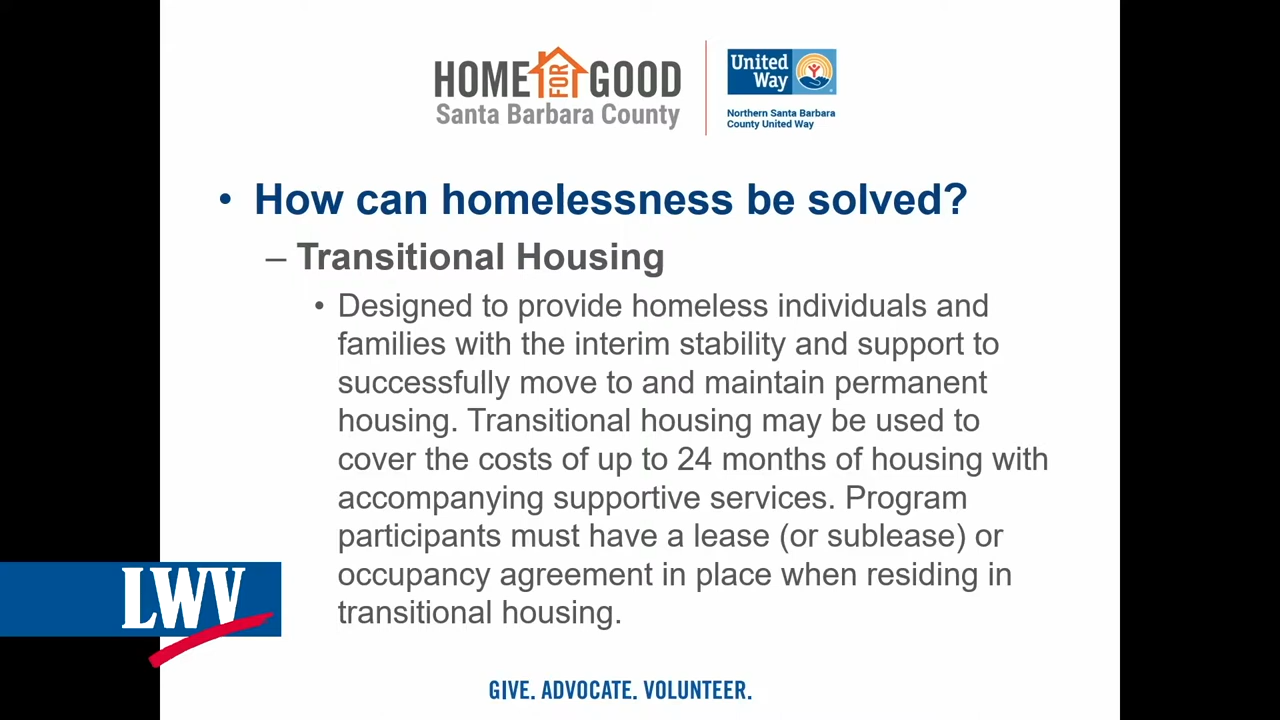 HOME FOR GOOD
Santa Barbara County
United
Way
Northern Santa Barbara
County United Way
• How can homelessness be solved?
– Transitional Housing
• Designed to provide homeless individuals and
families with the interim stability and support to
successfully move to and maintain permanent
housing. Transitional housing may be used to
cover the costs of up to 24 months of housing with
accompanying supportive services. Program
participants must have a lease (or sublease) or
occupancy agreement in place when residing in
transitional housing.
LWV
GIVE. ADVOCATE. VOLUNTEER.